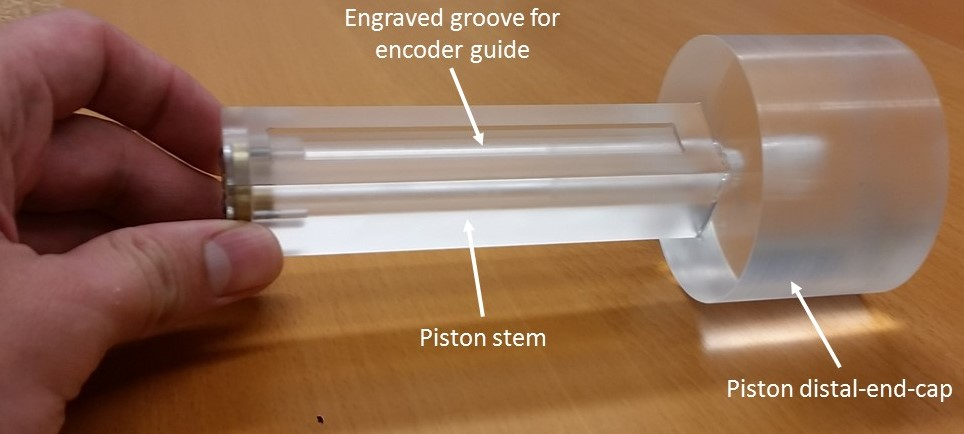 Engraved groove for
encoder guide
Piston stem
Piston distal-end-cap